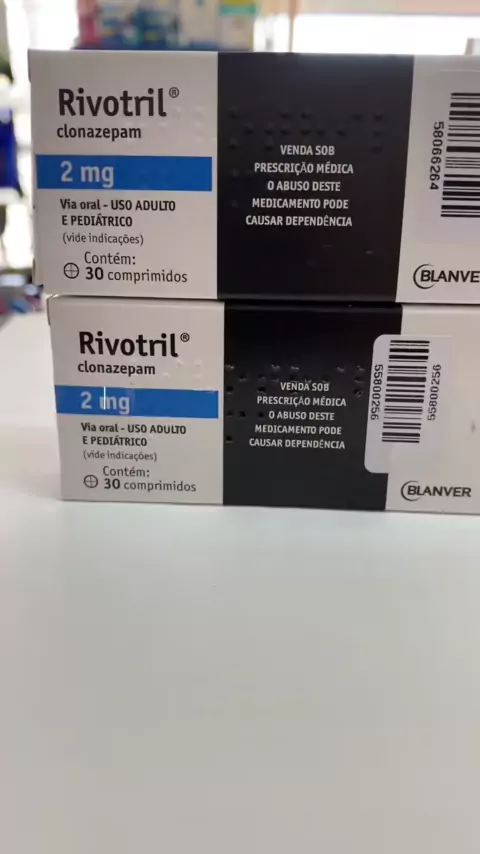 Rivotril®
clonazepam
2 mg
Via oral - USO ADULTO
E PEDIÁTRICO
(vide indicações)
Contém:
30 comprimidos
VENDA SOB
PRESCRIÇÃO MÉDICA
O ABUSO DESTE
MEDICAMENTO PODE
CAUSAR DEPENDÊNCIA
58066264
BLANVE
Rivotril®
clonazepam
2 mg
Via oral - USO ADULTO
E PEDIÁTRICO
(vide indicações)
Contém:
30 comprimidos
VENDA SOB
PRESCRIÇÃO MÉDICA
O ABUSO DESTE
MEDICAMENTO PODE
CAUSAR DEPENDÊNCIA
55800256
55800256
BLANVER